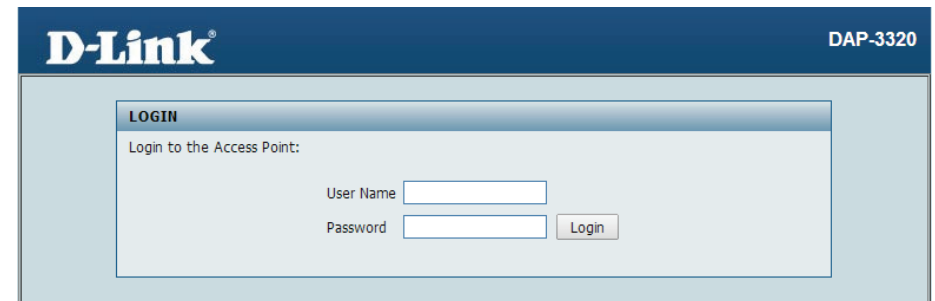 D-Link®
DAP-3320
LOGIN
Login to the Access Point:
User Name
Password
Login